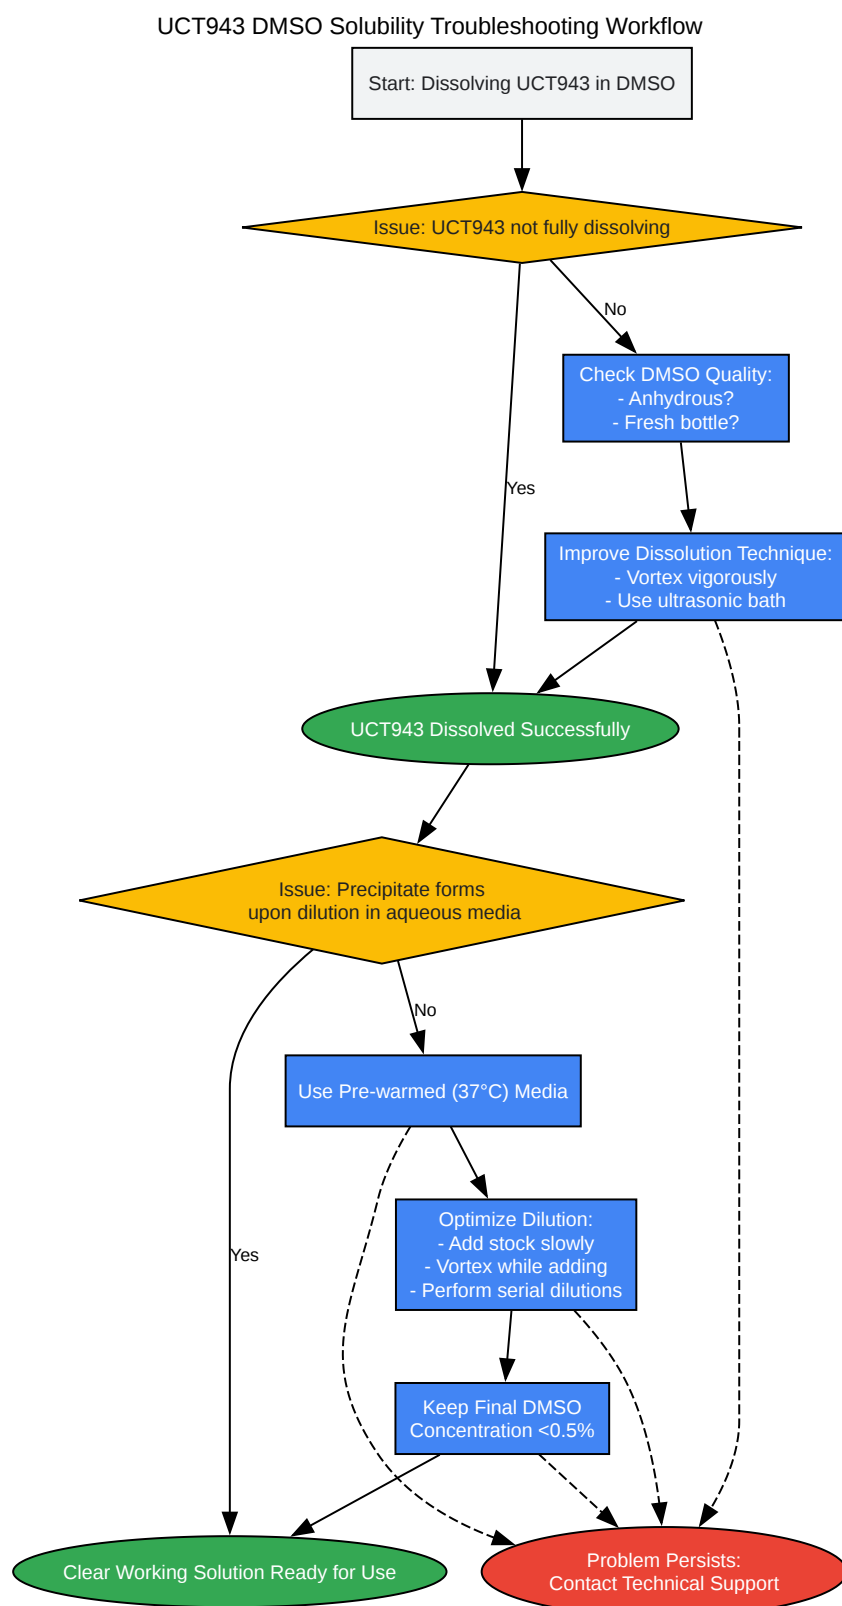 UCT943 DMSO Solubility Troubleshooting Workflow
Start: Dissolving UCT943 in DMSO
Issue: UCT943 not fully dissolving
No
Check DMSO Quality:
- Anhydrous?
- Fresh bottle?
Yes
Improve Dissolution Technique:
- Vortex vigorously
- Use ultrasonic bath
UCT943 Dissolved Successfully
Issue: Precipitate forms
upon dilution in aqueous media
No
Use Pre-warmed (37°C) Media
Yes
Optimize Dilution:
- Add stock slowly
- Vortex while adding
- Perform serial dilutions
Keep Final DMSO
Concentration <0.5%
Clear Working Solution Ready for Use
Problem Persists:
Contact Technical Support